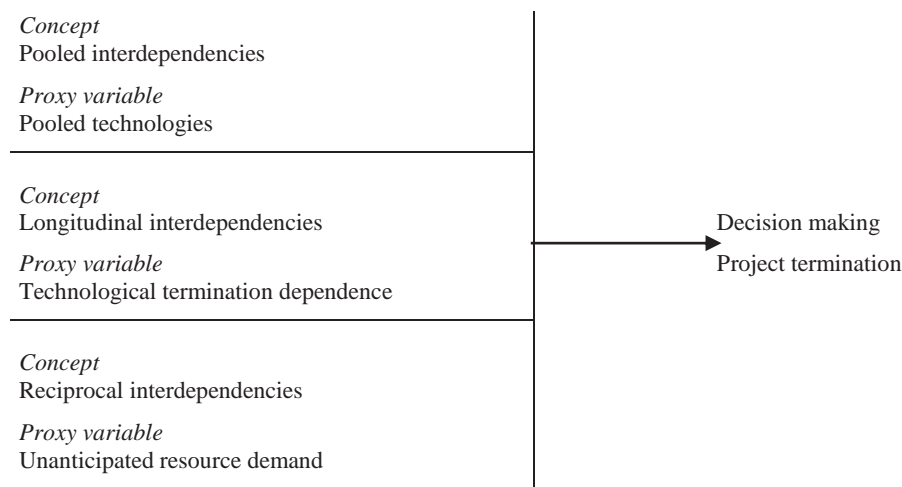 Concept
Pooled interdependencies
Proxy variable
Pooled technologies
Concept
Longitudinal interdependencies
Proxy variable
Technological termination dependence
Decision making
Project termination
Concept
Reciprocal interdependencies
Proxy variable
Unanticipated resource demand